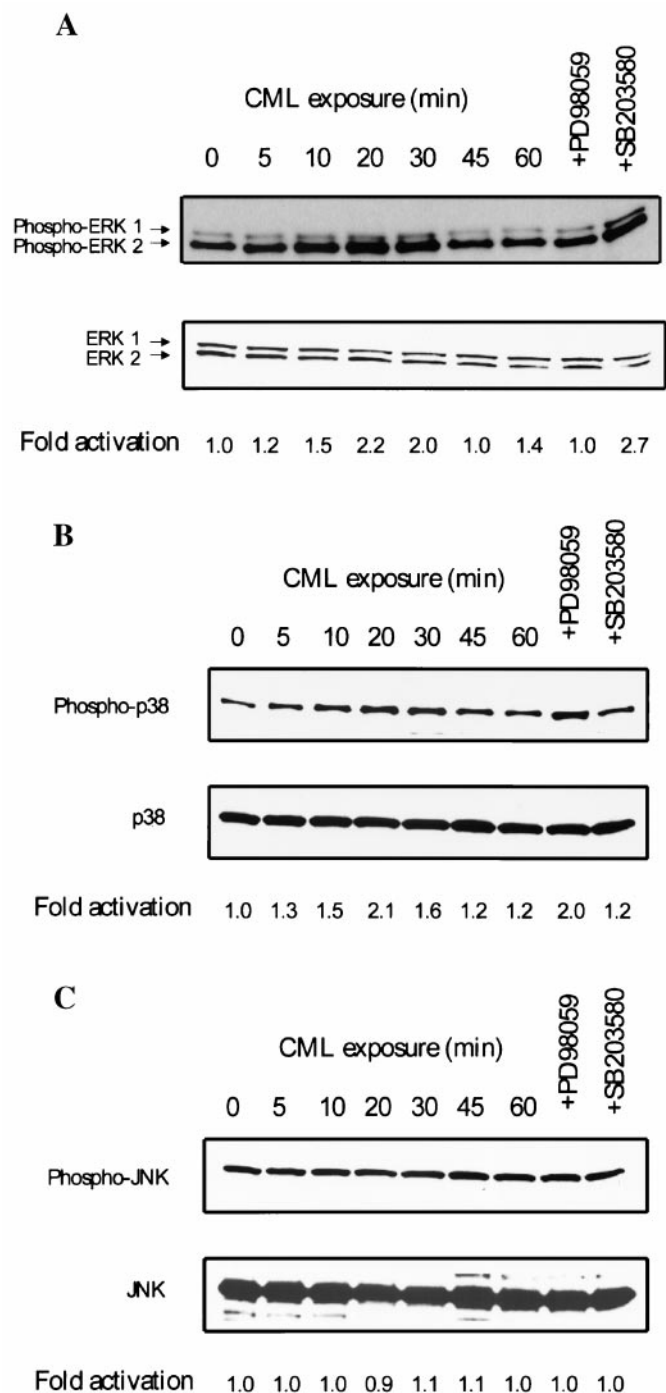 A
CML exposure (min)
0 5 10 20 30 45 60 +PD98059 +SB203580
Phospho-ERK 1
Phospho-ERK 2
ERK 1
ERK 2
Fold activation 1.0 1.2 1.5 2.2 2.0 1.0 1.4 1.0 2.7
B
CML exposure (min)
0 5 10 20 30 45 60 +PD98059 +SB203580
Phospho-p38
p38
Fold activation 1.0 1.3 1.5 2.1 1.6 1.2 1.2 2.0 1.2
C
CML exposure (min)
0 5 10 20 30 45 60 +PD98059 +SB203580
Phospho-JNK
JNK
Fold activation 1.0 1.0 1.0 0.9 1.1 1.1 1.0 1.0 1.0